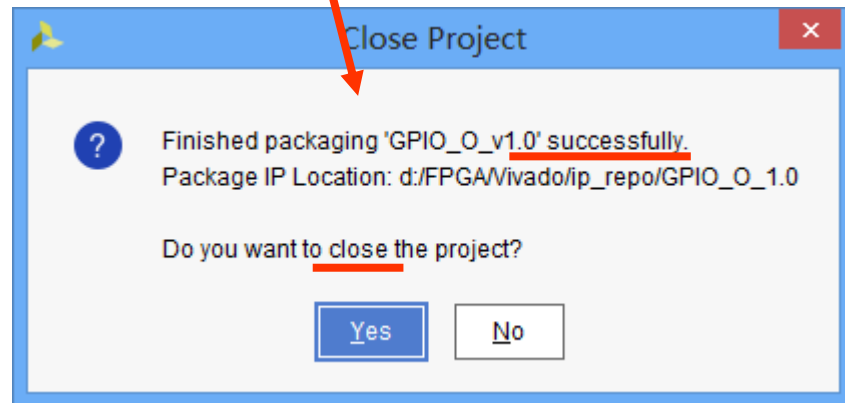 Close Project
Finished packaging 'GPIO_O_v1.0' successfully.
Package IP Location: d:/FPGA/Vivado/ip_repo/GPIO_O_1.0
Do you want to close the project?
Yes
No